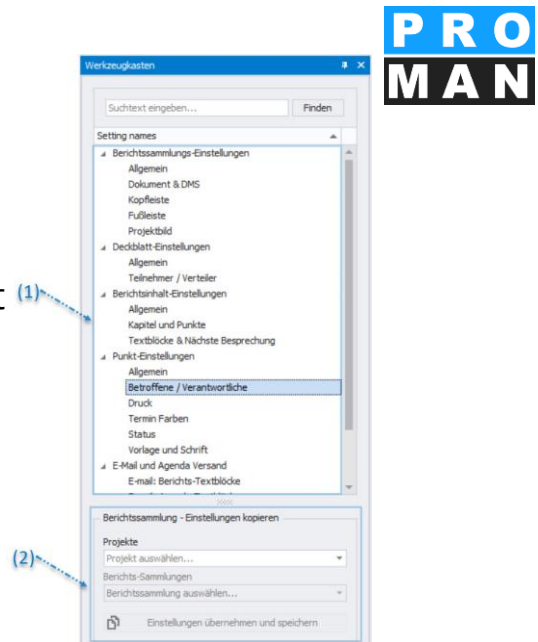 PRO
MAN
Werkzeugkasten
Suchtext eingeben...
Finden
Setting names
Berichtssammlungs-Einstellungen
Allgemein
Dokument & DMS
Kopfleiste
Fußleiste
Projektbild
Deckblatt-Einstellungen
Allgemein
Teilnehmer / Verteiler
Berichtsinhalt-Einstellungen
Allgemein
Kapitel und Punkte
Textblöcke & Nächste Besprechung
Punkt-Einstellungen
Allgemein
Betroffene / Verantwortliche
Druck
Termin Farben
Status
Vorlage und Schrift
E-Mail und Agenda Versand
E-mail: Berichts-Textblöcke
(1)
t
Berichtssammlung - Einstellungen kopieren
Projekte
Projekt auswählen...
(2)
Berichts-Sammlungen
Berichtssammlung auswählen...
Einstellungen übernehmen und speichern